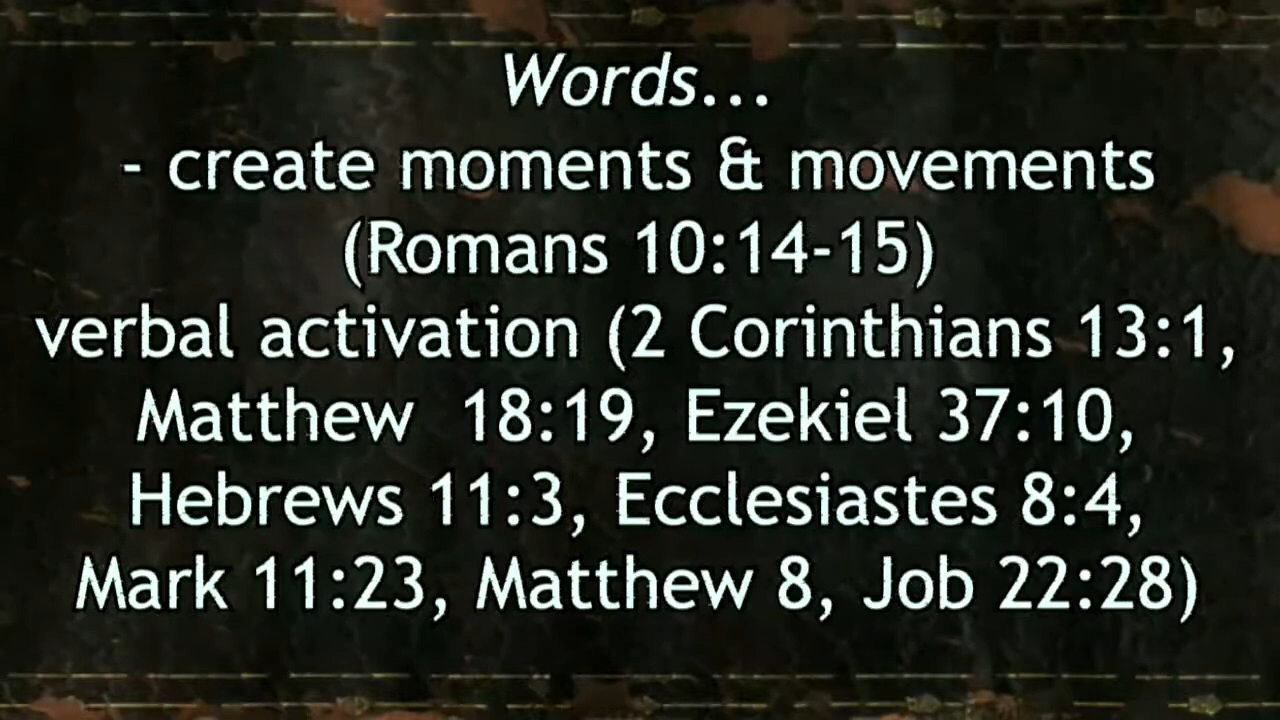 Words...
- create moments & movements
(Romans 10:14-15)
verbal activation (2 Corinthians 13:1,
Matthew  18:19, Ezekiel 37:10,
Hebrews 11:3, Ecclesiastes 8:4,
Mark 11:23, Matthew 8, Job 22:28)